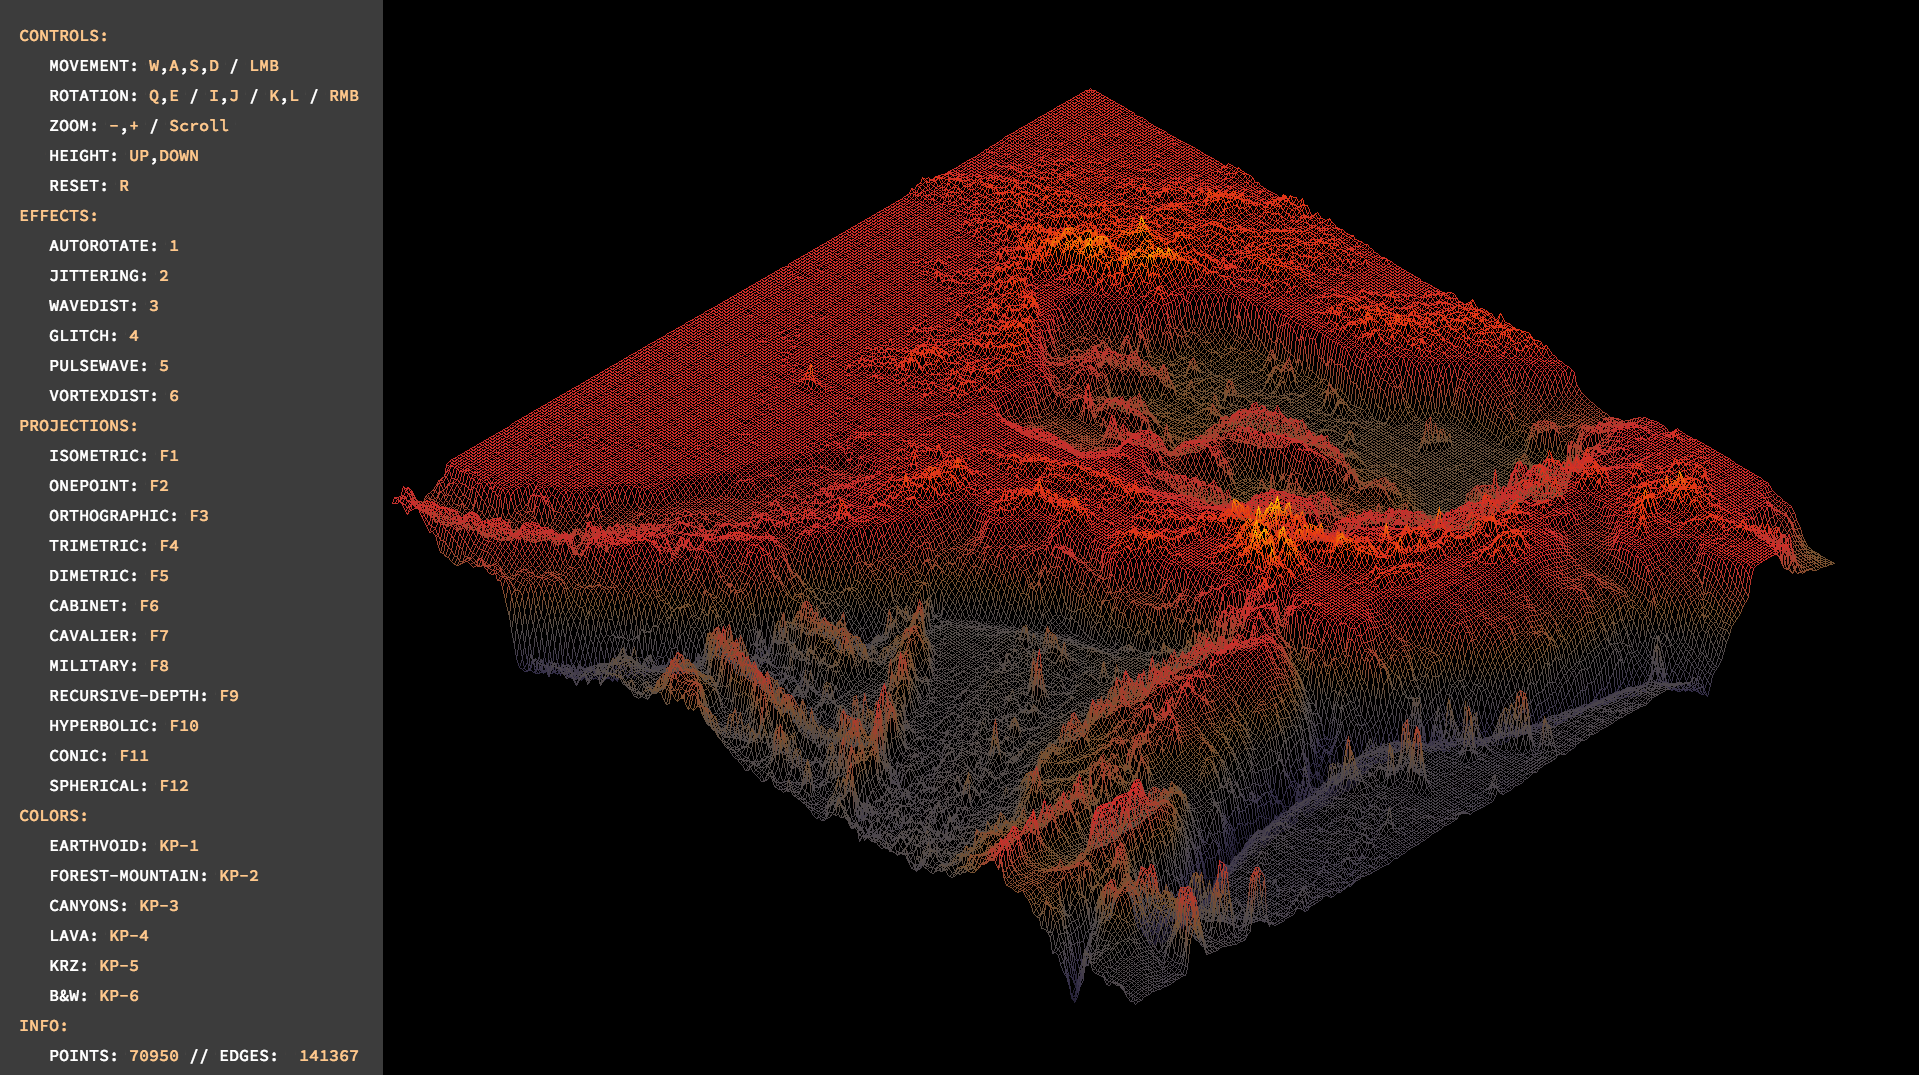 CONTROLS:
MOVEMENT: W,A,S,D / LMB
ROTATION: Q,E / I,J / K,L / RMB
ZOOM: -,+ / Scroll
HEIGHT: UP,DOWN
RESET: R
EFFECTS:
AUTOROTATE: 1
JITTERING: 2
WAVEDIST: 3
GLITCH: 4
PULSEWAVE: 5
VORTEXDIST: 6
PROJECTIONS:
ISOMETRIC: F1
ONEPOINT: F2
ORTHOGRAPHIC: F3
TRIMETRIC: F4
DIMETRIC: F5
CABINET: F6
CAVALIER: F7
MILITARY: F8
RECURSIVE-DEPTH: F9
HYPERBOLIC: F10
CONIC: F11
SPHERICAL: F12
COLORS:
EARTHVOID: KP-1
FOREST-MOUNTAIN: KP-2
CANYONS: KP-3
LAVA: KP-4
KRZ: KP-5
B&W: KP-6
INFO:
POINTS: 70950 // EDGES: 141367